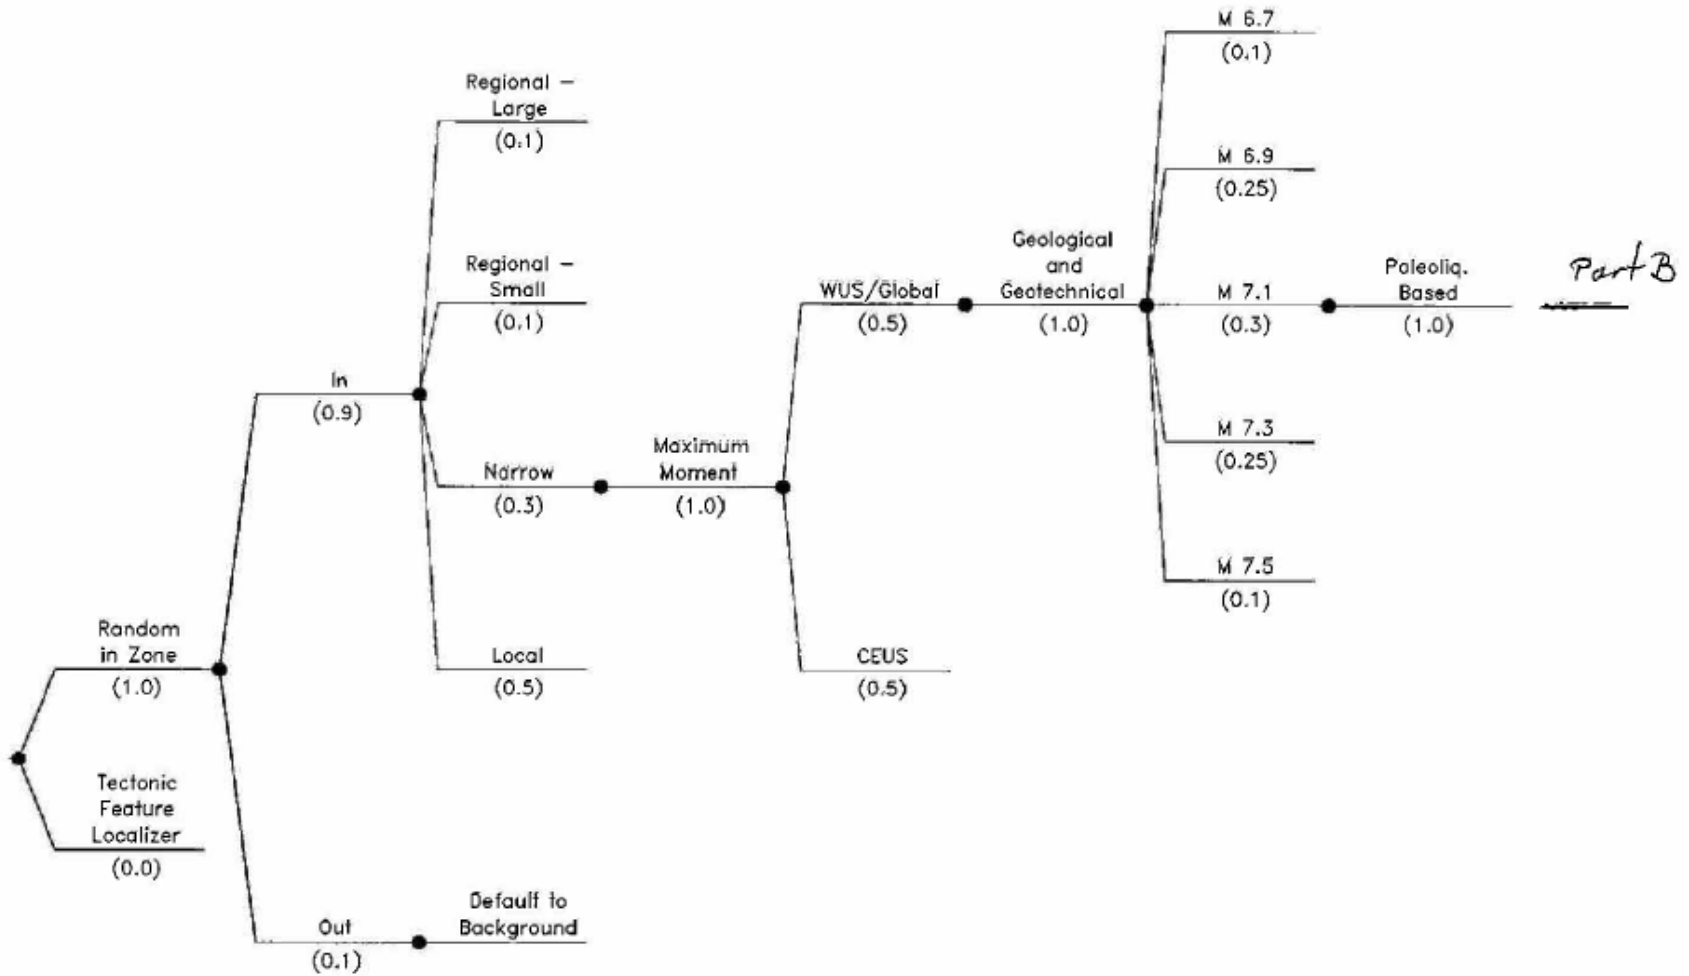 M 6.7
(0.1)
Regional –
Large
(0.1)
M 6.9
(0.25)
Regional –
Small
(0.1)
WUS/Global
(0.5)
Geological
and
Geotechnical
(1.0)
M 7.1
(0.3)
Paleoliq.
Based
(1.0)
Part B
In
(0.9)
Narrow
(0.3)
Maximum
Moment
(1.0)
M 7.3
(0.25)
M 7.5
(0.1)
Random
in Zone
(1.0)
Local
(0.5)
CEUS
(0.5)
Tectonic
Feature
Localizer
(0.0)
Out
(0.1)
Default to
Background